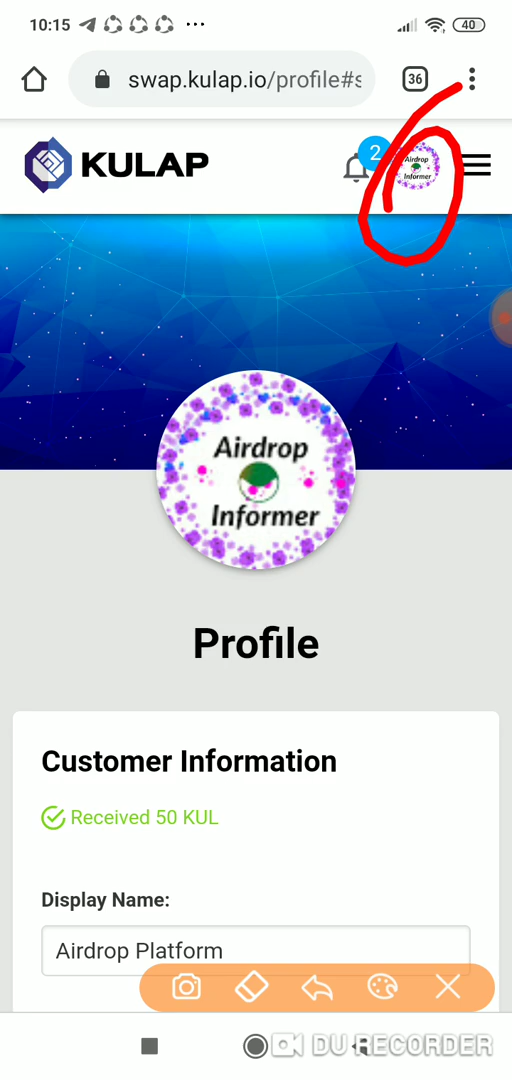 10:15
40
swap.kulap.io/profile#s
36
KULAP
2
Airdrop
Informer
Airdrop
Informer
Profile
Customer Information
Received 50 KUL
Display Name:
Airdrop Platform
DU RECORDER